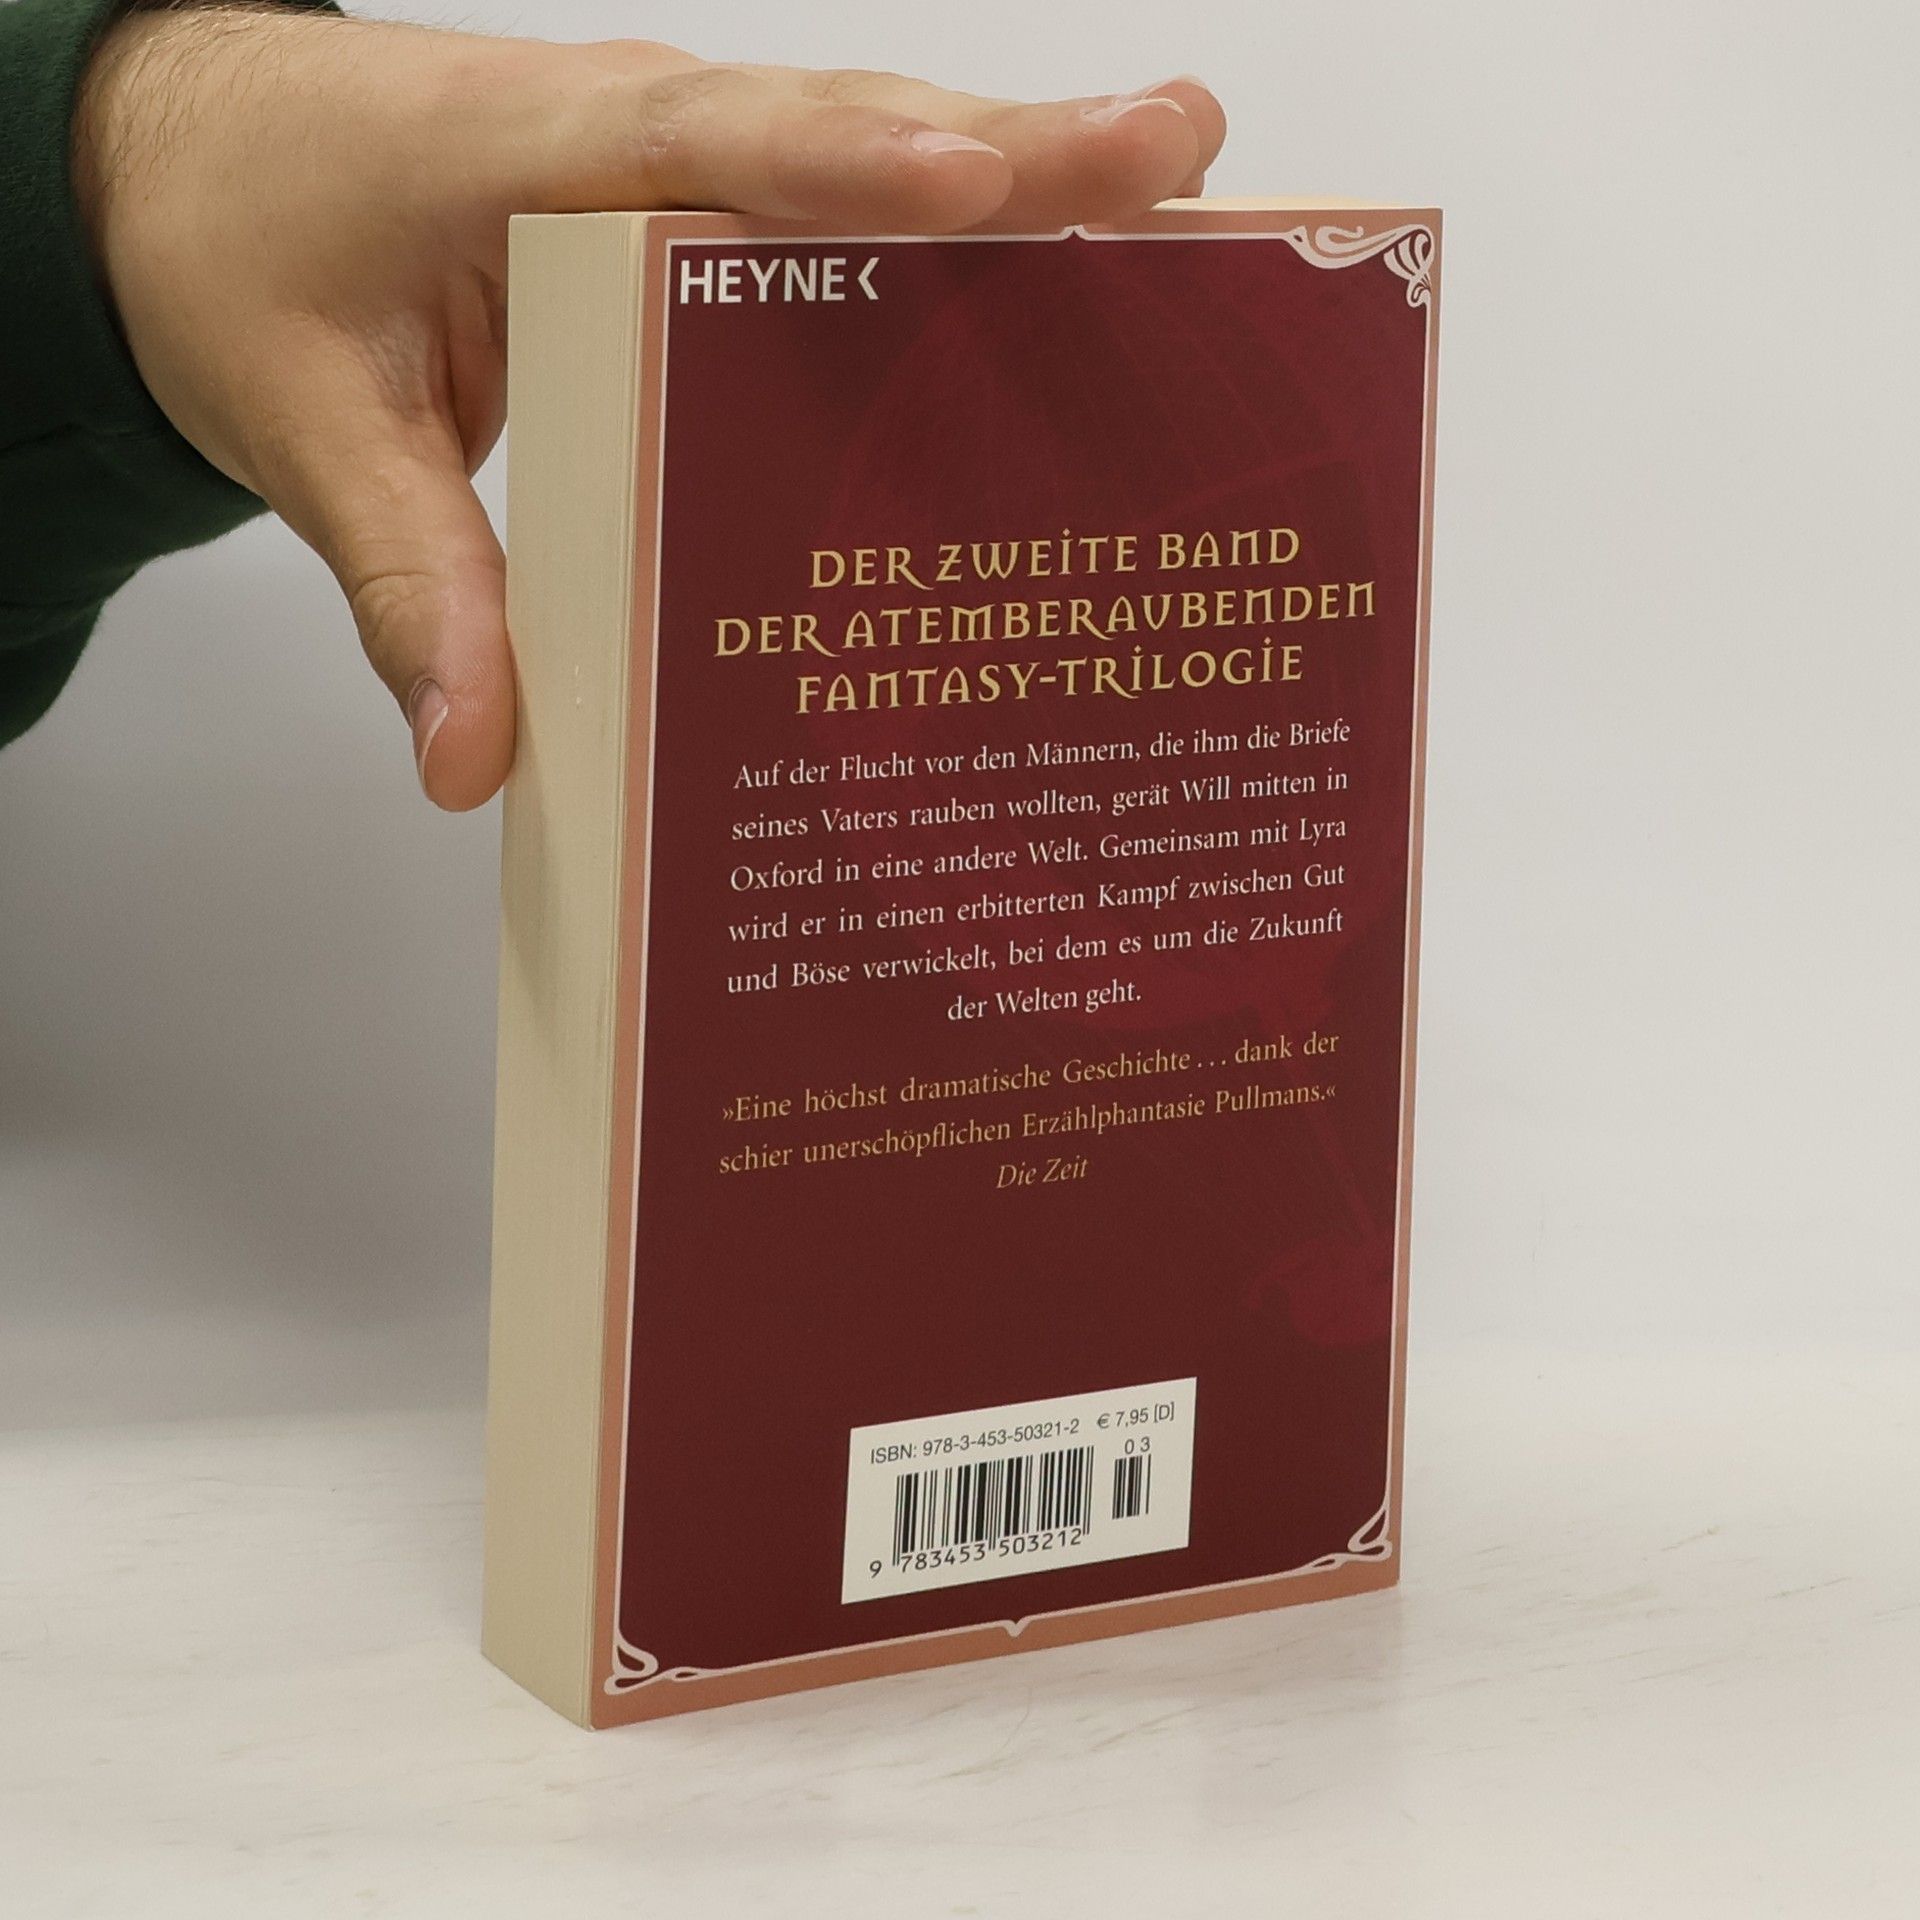 HEYNE‹
DER ZWEITE BAND
DER ATEMBERAUBENDEN
FANTASY-TRILOGIE
Auf der Flucht vor den Männern, die ihm die Briefe
seines Vaters rauben wollten, gerät Will mitten in
Oxford in eine andere Welt. Gemeinsam mit Lyra
wird er in einen erbitterten Kampf zwischen Gut
und Böse verwickelt, bei dem es um die Zukunft
der Welten geht.
»Eine höchst dramatische Geschichte ... dank der
schier unerschöpflichen Erzählphantasie Pullmans.«
Die Zeit
ISBN: 978-3-453-50321-2 € 7,95 [D]
03
9 783453 503212